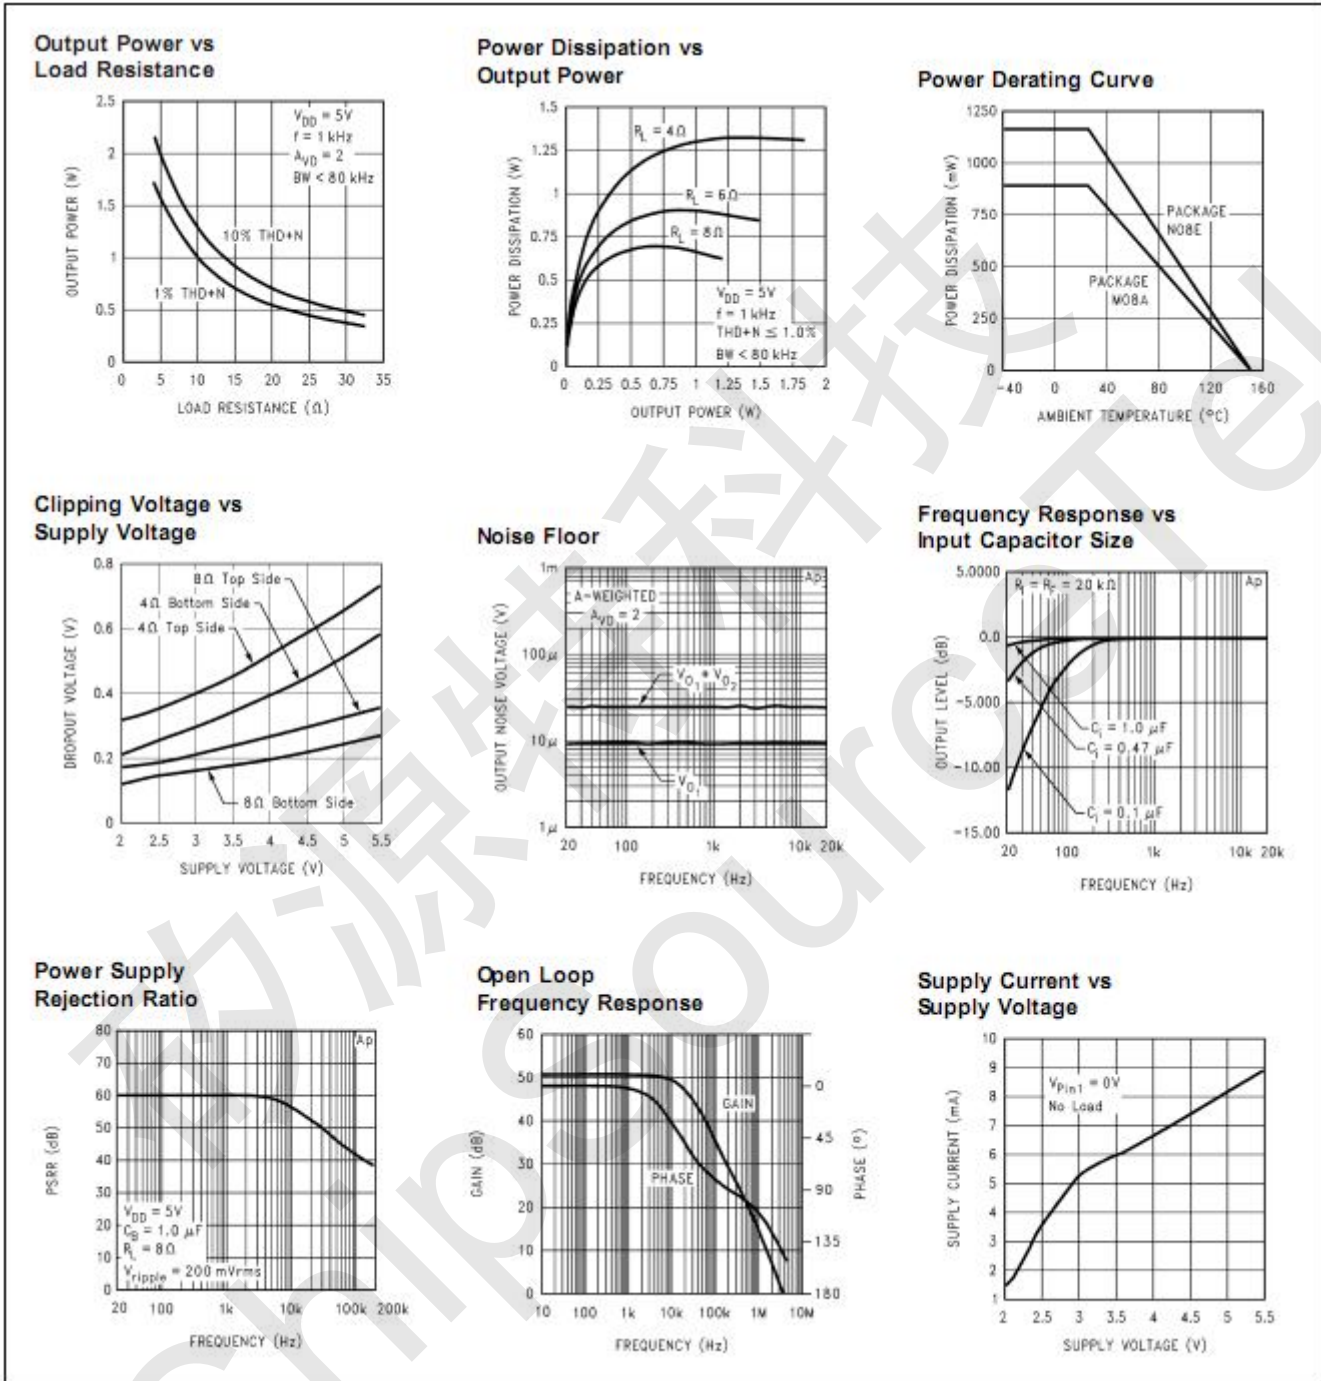 Output Power vs
Load Resistance
2.5
2
1.5
1
0.5
0
0 5 10 15 20 25 30 35
OUTPUT POWER (W)
LOAD RESISTANCE (Ω)
V_DD = 5V
f = 1 kHz
A_VD = 2
BW < 80 kHz
10% THD+N
1% THD+N
Power Dissipation vs
Output Power
1.5
1.25
1
0.75
0.5
0.25
0
0 0.25 0.5 0.75 1 1.25 1.5 1.75 2
POWER DISSIPATION (W)
OUTPUT POWER (W)
R_L = 4Ω
R_L = 6Ω
R_L = 8Ω
V_DD = 5V
f = 1 kHz
THD+N ≤ 1.0%
BW < 80 kHz
Power Derating Curve
1250
1000
750
500
250
0
-40 0 40 80 120 160
POWER DISSIPATION (mW)
AMBIENT TEMPERATURE (ºC)
PACKAGE
N08E
PACKAGE
M08A
Clipping Voltage vs
Supply Voltage
0.8
0.6
0.4
0.2
0
2 2.5 3 3.5 4 4.5 5 5.5
DROPOUT VOLTAGE (V)
SUPPLY VOLTAGE (V)
8Ω Top Side
4Ω Bottom Side
4Ω Top Side
8Ω Bottom Side
Noise Floor
1m
100μ
10μ
1μ
20 100 1k 10k 20k
OUTPUT NOISE VOLTAGE (V)
FREQUENCY (Hz)
Ap
A-WEIGHTED
A_VD = 2
V_O1 + V_O2
V_O1
Frequency Response vs
Input Capacitor Size
5.0000
0.0
-5.000
-10.00
-15.00
20 100 1k 10k 20k
OUTPUT LEVEL (dB)
FREQUENCY (Hz)
Ap
R_I = R_F = 20 kΩ
C_i = 1.0 μF
C_i = 0.47 μF
C_i = 0.1 μF
Power Supply
Rejection Ratio
80
70
60
50
40
30
20
10
0
20 100 1k 10k 100k 200k
PSRR (dB)
FREQUENCY (Hz)
Ap
V_DD = 5V
C_B = 1.0 μF
R_L = 8Ω
V_ripple = 200 mVrms
Open Loop
Frequency Response
60
50
40
30
20
10
0
0
45
90
135
180
10 100 1k 10k 100k 1M 10M
GAIN (dB)
PHASE (º)
FREQUENCY (Hz)
GAIN
PHASE
Supply Current vs
Supply Voltage
10
9
8
7
6
5
4
3
2
1
2 2.5 3 3.5 4 4.5 5 5.5
SUPPLY CURRENT (mA)
SUPPLY VOLTAGE (V)
V_Pin1 = 0V
No Load
矽源特科技
ChipSourceTe